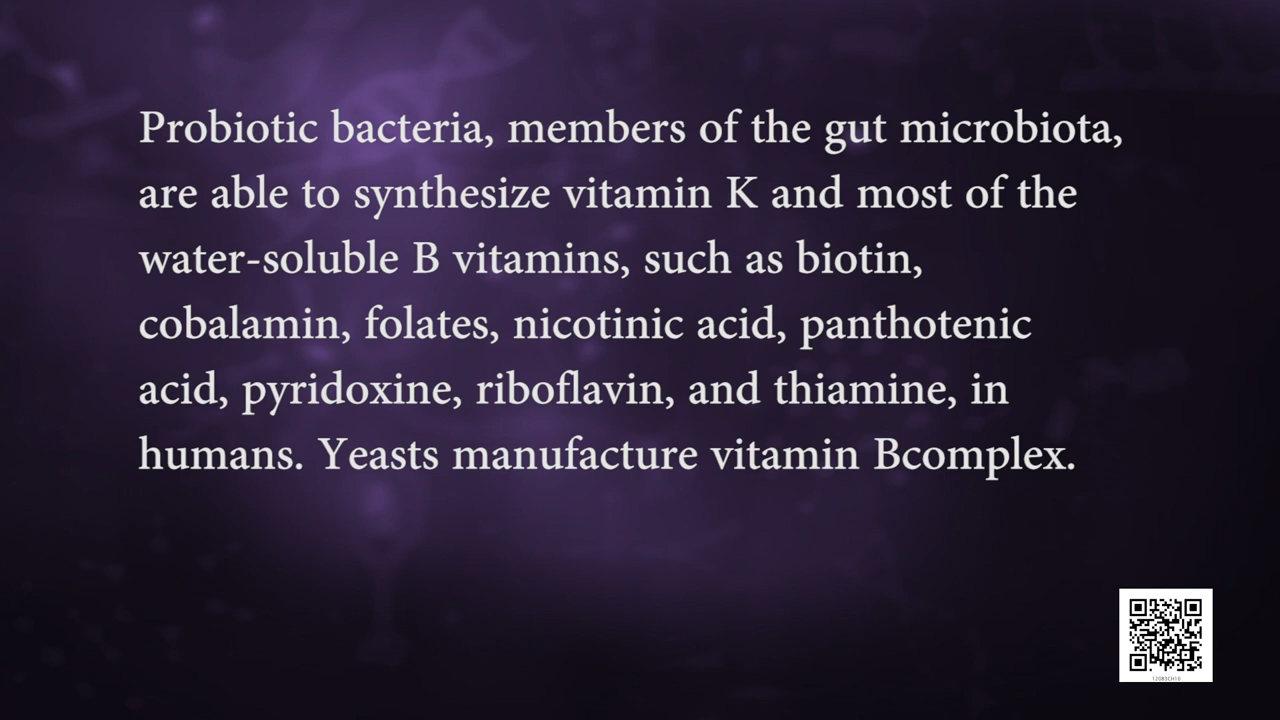 Probiotic bacteria, members of the gut microbiota,
are able to synthesize vitamin K and most of the
water-soluble B vitamins, such as biotin,
cobalamin, folates, nicotinic acid, panthotenic
acid, pyridoxine, riboflavin, and thiamine, in
humans. Yeasts manufacture vitamin Bcomplex.